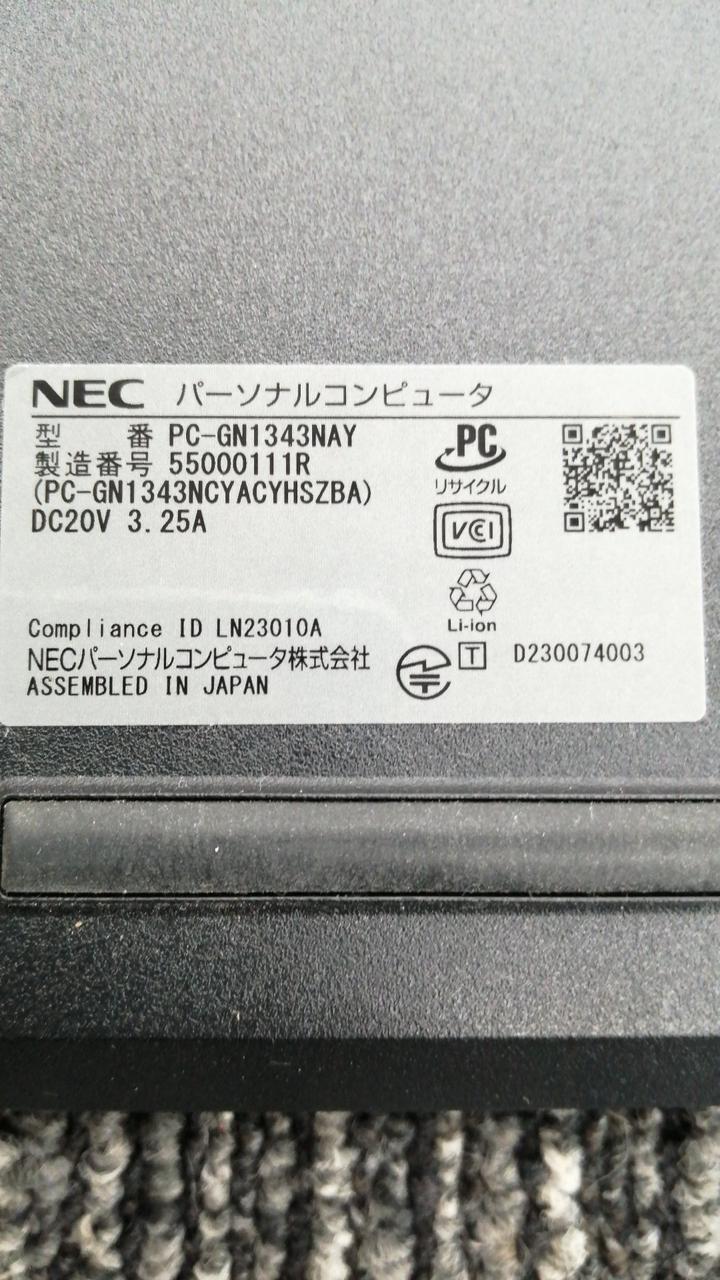 NEC パーソナルコンピュータ
型 番 PC-GN1343NAY
製造番号 55000111R
(PC-GN1343NCYACYHSZBA)
DC20V 3.25A
PC
リサイクル
VCI
Li-ion
Compliance ID LN23010A
NECパーソナルコンピュータ株式会社
ASSEMBLED IN JAPAN
T D230074003